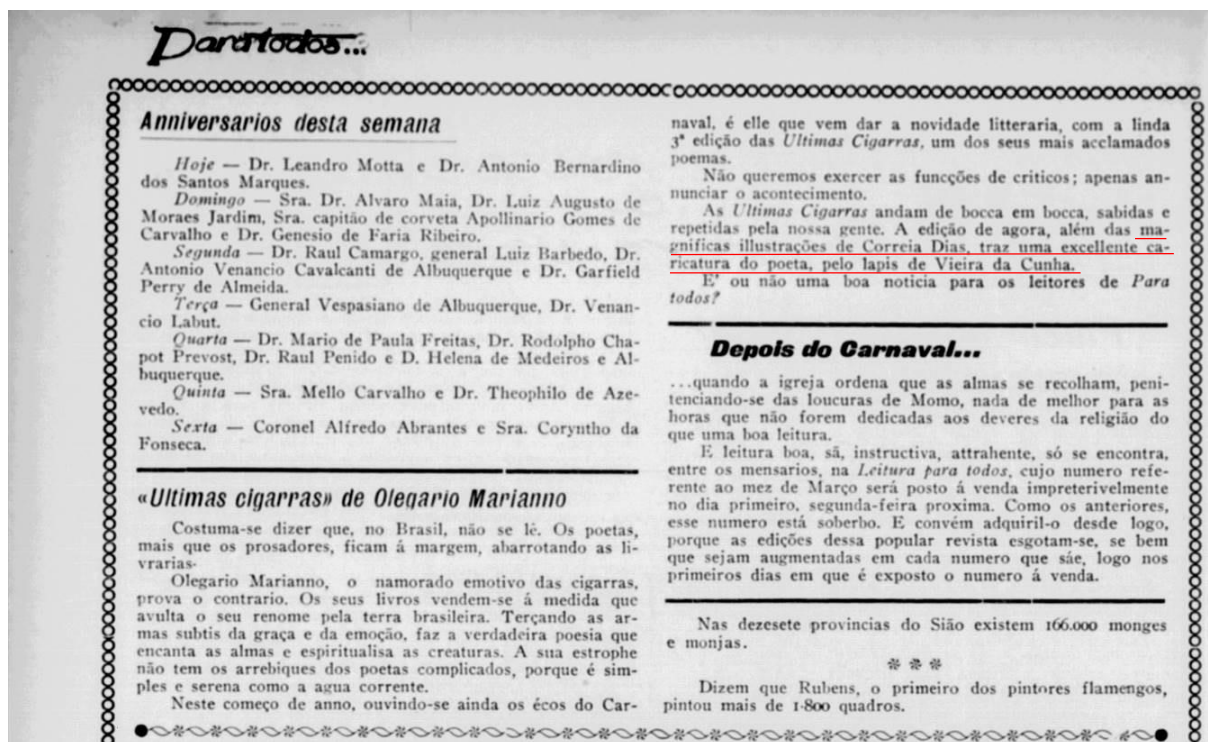 Para todos...
Anniversarios desta semana
Hoje — Dr. Leandro Motta e Dr. Antonio Bernardino
dos Santos Marques.
Domingo — Sra. Dr. Alvaro Maia, Dr. Luiz Augusto de
Moraes Jardim, Sra. capitão de corveta Apollinario Gomes de
Carvalho e Dr. Genesio de Faria Ribeiro.
Segunda — Dr. Raul Camargo, general Luiz Barbedo, Dr.
Antonio Venancio Cavalcanti de Albuquerque e Dr. Garfield
Perry de Almeida.
Terça — General Vespasiano de Albuquerque, Dr. Venan-
cio Labut.
Quarta — Dr. Mario de Paula Freitas, Dr. Rodolpho Cha-
pot Prevost, Dr. Raul Penido e D. Helena de Medeiros e Al-
buquerque.
Quinta — Sra. Mello Carvalho e Dr. Theophilo de Aze-
vedo.
Sexta — Coronel Alfredo Abrantes e Sra. Coryntho da
Fonseca.
«Ultimas cigarras» de Olegario Marianno
Costuma-se dizer que, no Brasil, não se lê. Os poetas,
mais que os prosadores, ficam á margem, abarrotando as li-
vrarias.
Olegario Marianno, o namorado emotivo das cigarras,
prova o contrario. Os seus livros vendem-se á medida que
avulta o seu renome pela terra brasileira. Terçando as ar-
mas subtis da graça e da emoção, faz a verdadeira poesia que
encanta as almas e espiritualisa as creaturas. A sua estrophe
não tem os arrebiques dos poetas complicados, porque é sim-
ples e serena como a agua corrente.
Neste começo de anno, ouvindo-se ainda os écos do Car-
naval, é elle que vem dar a novidade litteraria, com a linda
3ª edição das Ultimas Cigarras, um dos seus mais acclamados
poemas.
Não queremos exercer as funcções de criticos; apenas an-
nunciar o acontecimento.
As Ultimas Cigarras andam de bocca em bocca, sabidas e
repetidas pela nossa gente. A edição de agora, além das ma-
gnificas illustrações de Correia Dias, traz uma excellente ca-
ricatura do poeta, pelo lapis de Vieira da Cunha.
E' ou não uma boa noticia para os leitores de Para
todos?
Depois do Carnaval...
...quando a igreja ordena que as almas se recolham, peni-
tenciando-se das loucuras de Momo, nada de melhor para as
horas que não forem dedicadas aos deveres da religião do
que uma boa leitura.
E leitura boa, sã, instructiva, attrahente, só se encontra,
entre os mensarios, na Leitura para todos, cujo numero refe-
rente ao mez de Março será posto á venda impreterivelmente
no dia primeiro, segunda-feira proxima. Como os anteriores,
esse numero está soberbo. E convém adquiril-o desde logo,
porque as edições dessa popular revista esgotam-se, se bem
que sejam augmentadas em cada numero que sáe, logo nos
primeiros dias em que é exposto o numero á venda.
Nas dezesete provincias do Sião existem 166.000 monges
e monjas.
* * *
Dizem que Rubens, o primeiro dos pintores flamengos,
pintou mais de 1.800 quadros.